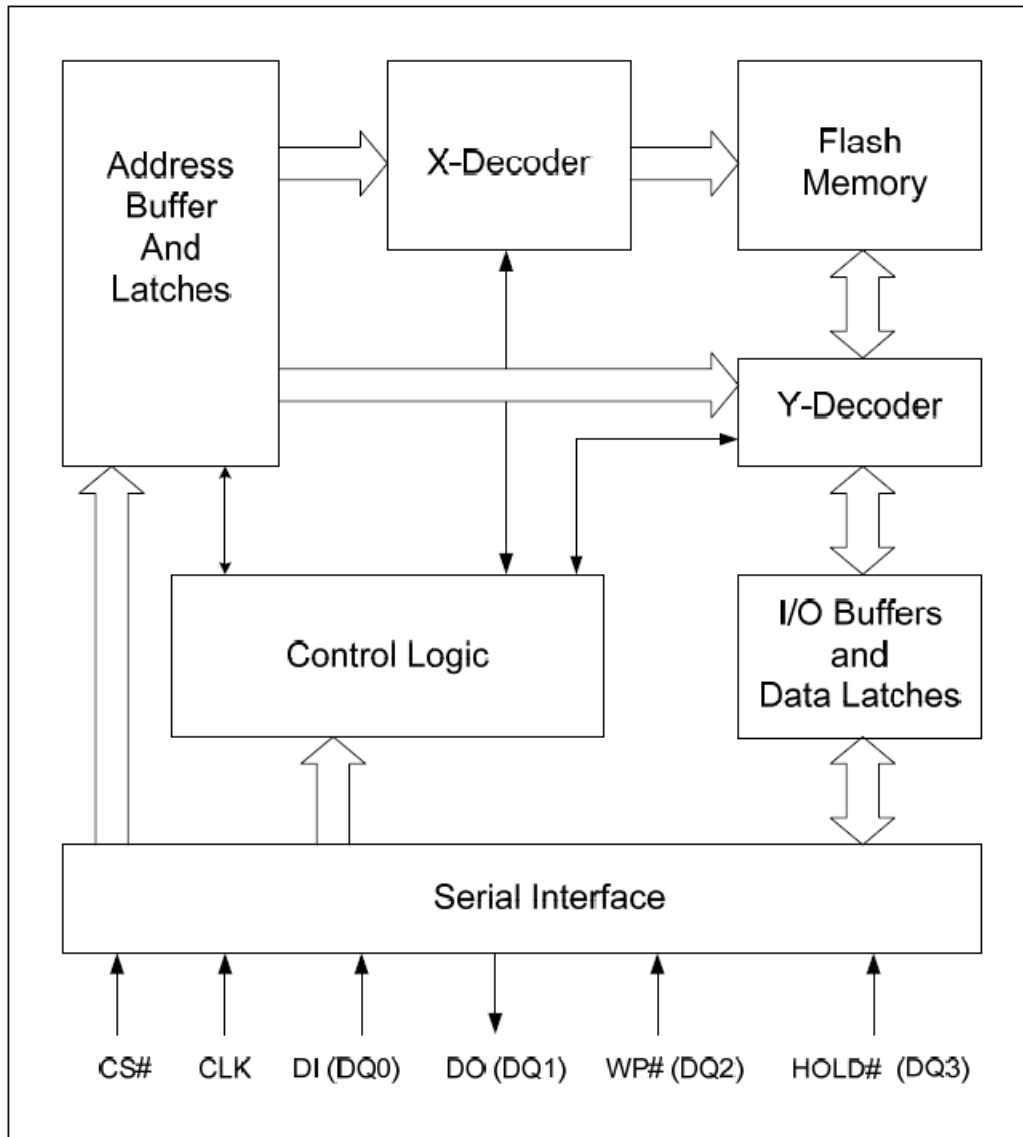 Address
Buffer
And
Latches
X-Decoder
Flash
Memory
Y-Decoder
Control Logic
I/O Buffers
and
Data Latches
Serial Interface
CS#
CLK
DI (DQ0)
DO (DQ1)
WP# (DQ2)
HOLD# (DQ3)